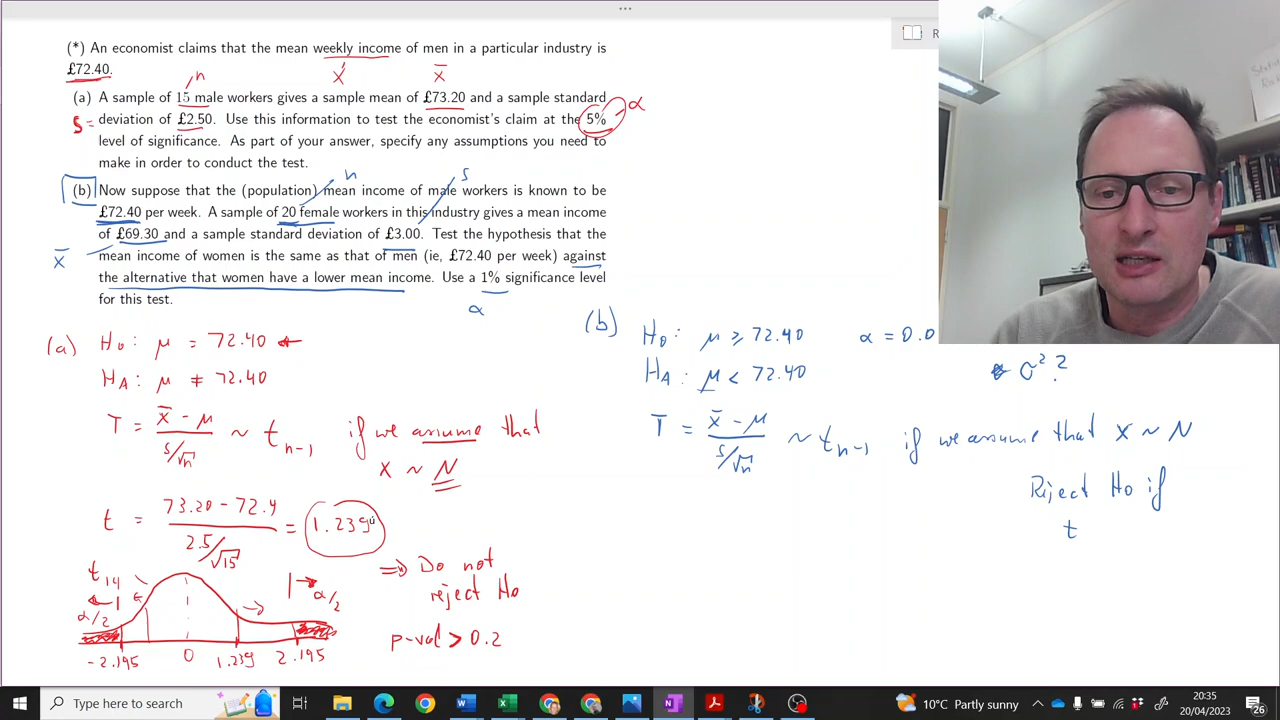 (*) An economist claims that the mean weekly income of men in a particular industry is
£72.40.
n
x
x̄
(a) A sample of 15 male workers gives a sample mean of £73.20 and a sample standard
deviation of £2.50. Use this information to test the economist's claim at the 5%
α
s =
level of significance. As part of your answer, specify any assumptions you need to
make in order to conduct the test.
n
s
(b) Now suppose that the (population) mean income of male workers is known to be
£72.40 per week. A sample of 20 female workers in this industry gives a mean income
of £69.30 and a sample standard deviation of £3.00. Test the hypothesis that the
x̄
mean income of women is the same as that of men (ie, £72.40 per week) against
the alternative that women have a lower mean income. Use a 1% significance level
for this test.
α
(a) H0: μ = 72.40 ←
HA: μ ≠ 72.40
T = x̄ - μ / s/√n ~ t n-1 if we assume that
X ~ N
t = 73.20 - 72.4 / 2.5/√15 = 1.239
⇒ Do not
reject Ho
p-val > 0.2
t14
α/2
α/2
-2.195 0 1.239 2.195
(b) H0: μ ≥ 72.40 α = 0.0
HA: μ < 72.40
σ² ?
T = x̄ - μ / s/√n ~ t n-1 if we assume that X ~ N
Reject Ho if
t
R
Type here to search
10°C Partly sunny
20:35
20/04/2023
26